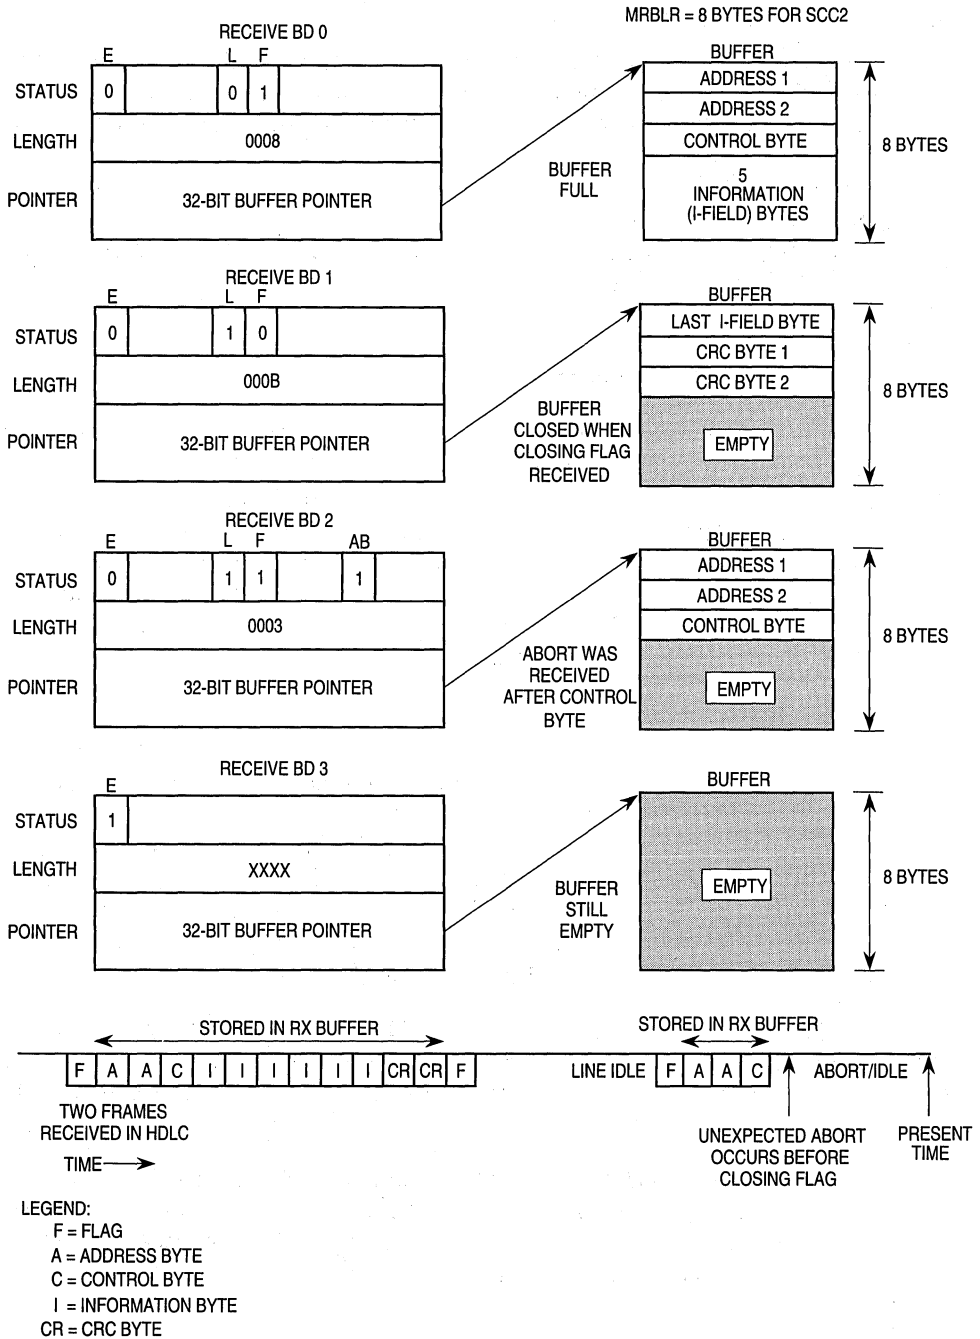 MRBLR = 8 BYTES FOR SCC2
RECEIVE BD 0
E L F
STATUS 0 0 1
LENGTH 0008
POINTER 32-BIT BUFFER POINTER
BUFFER
FULL
BUFFER
ADDRESS 1
ADDRESS 2
CONTROL BYTE
5
INFORMATION
(I-FIELD) BYTES
8 BYTES
RECEIVE BD 1
E L F
STATUS 0 1 0
LENGTH 000B
POINTER 32-BIT BUFFER POINTER
BUFFER
CLOSED WHEN
CLOSING FLAG
RECEIVED
BUFFER
LAST I-FIELD BYTE
CRC BYTE 1
CRC BYTE 2
EMPTY
8 BYTES
RECEIVE BD 2
E L F AB
STATUS 0 1 1 1
LENGTH 0003
POINTER 32-BIT BUFFER POINTER
ABORT WAS
RECEIVED
AFTER CONTROL
BYTE
BUFFER
ADDRESS 1
ADDRESS 2
CONTROL BYTE
EMPTY
8 BYTES
RECEIVE BD 3
E
STATUS 1
LENGTH XXXX
POINTER 32-BIT BUFFER POINTER
BUFFER
STILL
EMPTY
BUFFER
EMPTY
8 BYTES
STORED IN RX BUFFER STORED IN RX BUFFER
F A A C I I I I I I CR CR F LINE IDLE F A A C ABORT/IDLE
TWO FRAMES
RECEIVED IN HDLC
TIME
UNEXPECTED ABORT
OCCURS BEFORE
CLOSING FLAG
PRESENT
TIME
LEGEND:
F = FLAG
A = ADDRESS BYTE
C = CONTROL BYTE
I = INFORMATION BYTE
CR = CRC BYTE